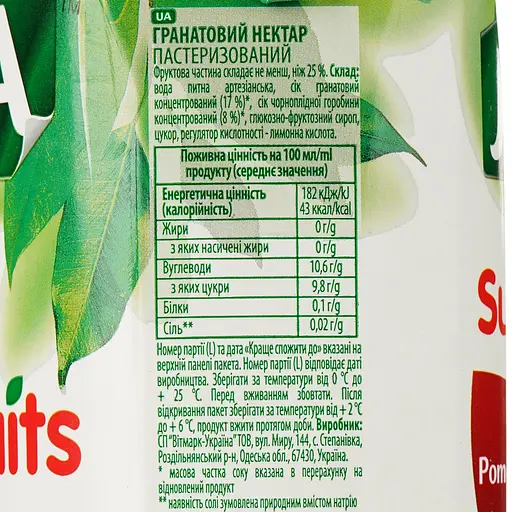 UA
ГРАНАТОВИЙ НЕКТАР
ПАСТЕРИЗОВАНИЙ
Фруктова частина складає не менш, ніж 25 %. Склад:
вода питна артезіанська, сік гранатовий
концентрований (17 %)*, сік чорноплідної горобини
концентрований (8 %)*, глюкозно-фруктозний сироп,
цукор, регулятор кислотності - лимонна кислота.
Поживна цінність на 100 мл/ml
продукту (середнє значення)
Енергетична цінність (калорійність) 182 кДж/kJ 43 ккал/kcal
Жири 0 г/g
з яких насичені жири 0 г/g
Вуглеводи 10,6 г/g
з яких цукри 9,8 г/g
Білки 0,1 г/g
Сіль** 0,02 г/g
Номер партії (L) та дата «Краще спожити до» вказані на
верхній панелі пакета. Номер партії (L) відповідає даті
виробництва. Зберігати за температури від 0 °С до
+ 25 °С. Перед вживанням збовтати. Після
відкривання пакет зберігати за температури від + 2 °С
до + 6 °С, продукт вжити протягом доби. Виробник:
СП "Вітмарк-Україна" ТОВ, вул. Миру, 144, с. Степанівка,
Роздільнянський р-н, Одеська обл., 67430, Україна.
* масова частка соку вказана в перерахунку на
відновлений продукт
** наявність солі зумовлена природним вмістом натрію
its
Su
Pom